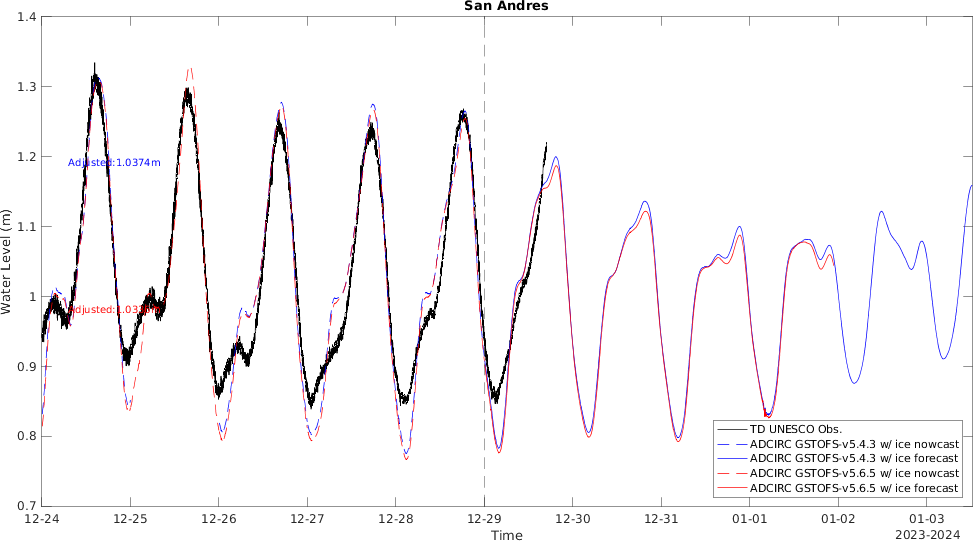 San Andres
1.4
1.3
1.2
1.1
1
0.9
0.8
0.7
Water Level (m)
Adjusted:1.0374m
12-24
12-25
12-26
12-27
12-28
12-29
12-30
12-31
01-01
01-02
01-03
2023-2024
Time
TD UNESCO Obs.
ADCIRC GSTOFS-v5.4.3 w/ ice nowcast
ADCIRC GSTOFS-v5.4.3 w/ ice forecast
ADCIRC GSTOFS-v5.6.5 w/ ice nowcast
ADCIRC GSTOFS-v5.6.5 w/ ice forecast